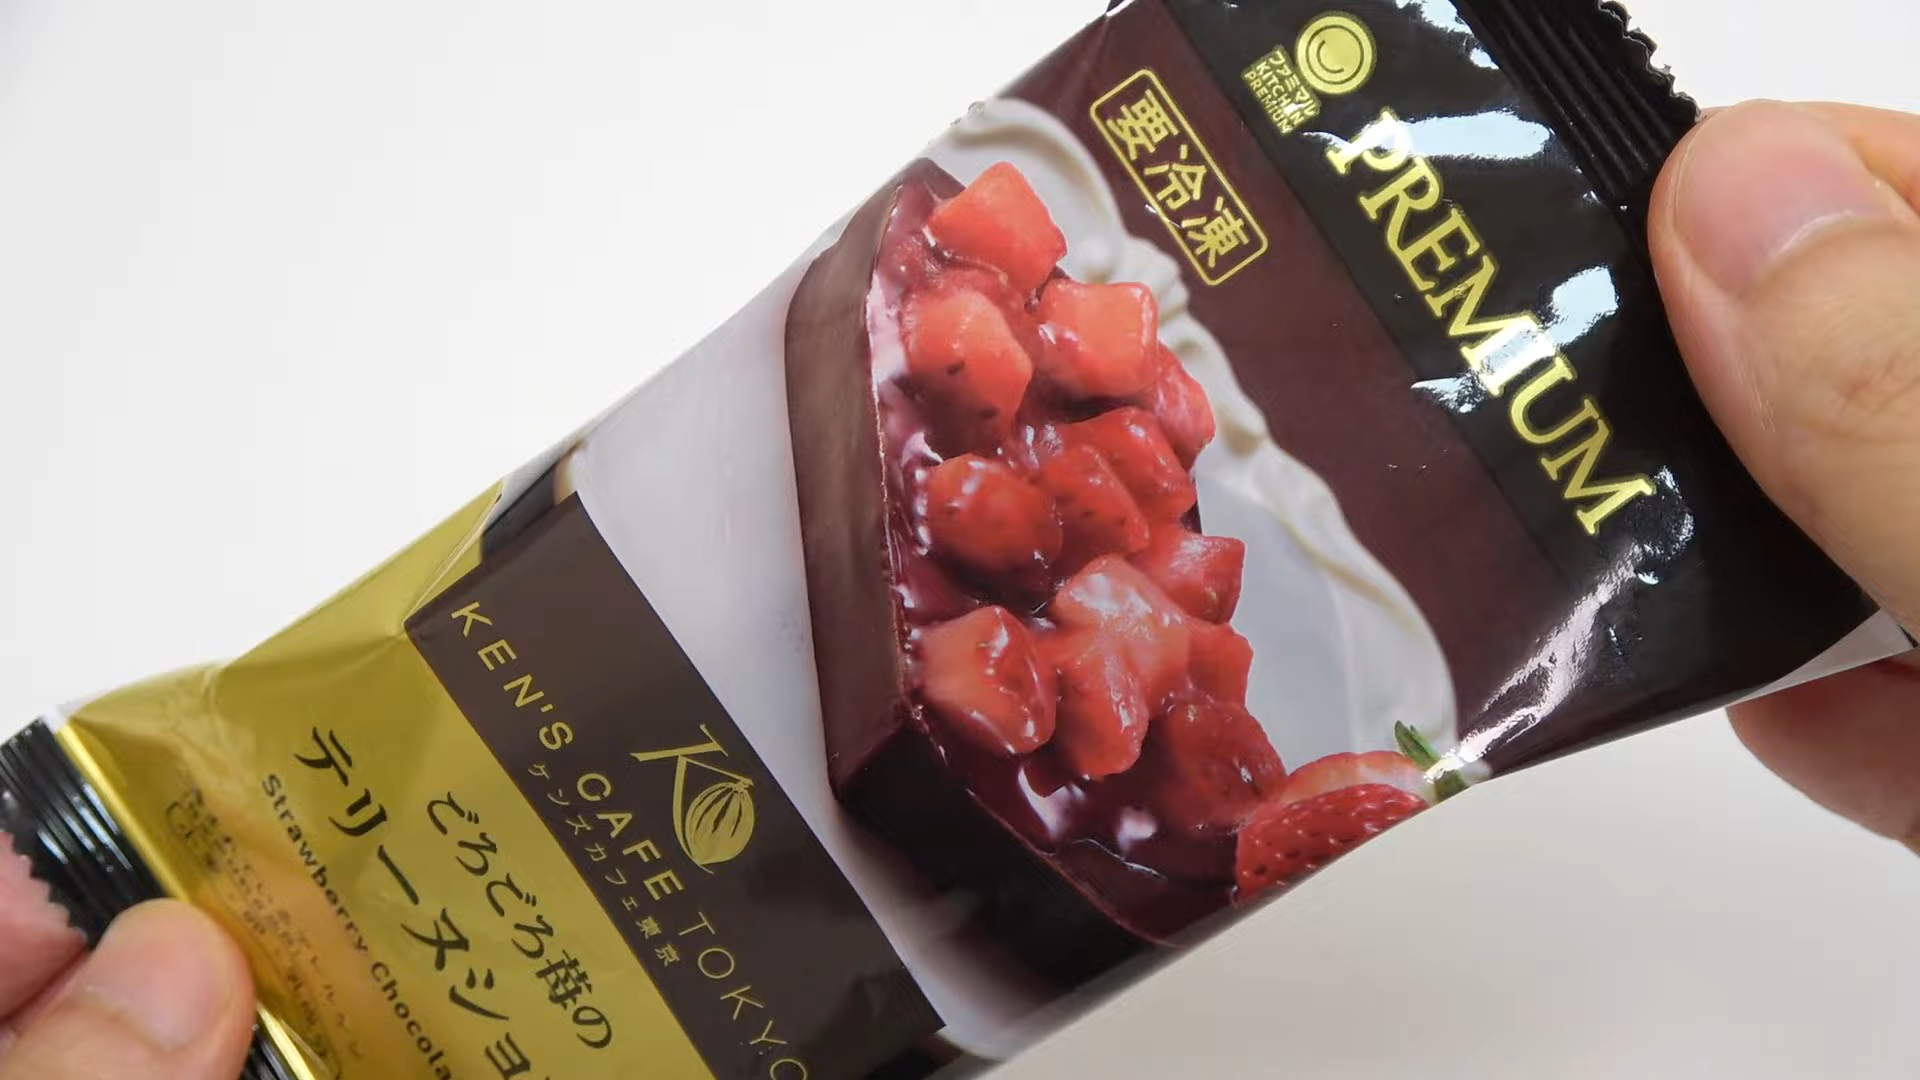 ファミマル
KITCHEN
PREMIUM
PREMIUM
要冷凍
KEN'S CAFE TOKYO
ケンズカフェ東京
ごろごろ苺の
テリーヌショ
Strawberry Chocola